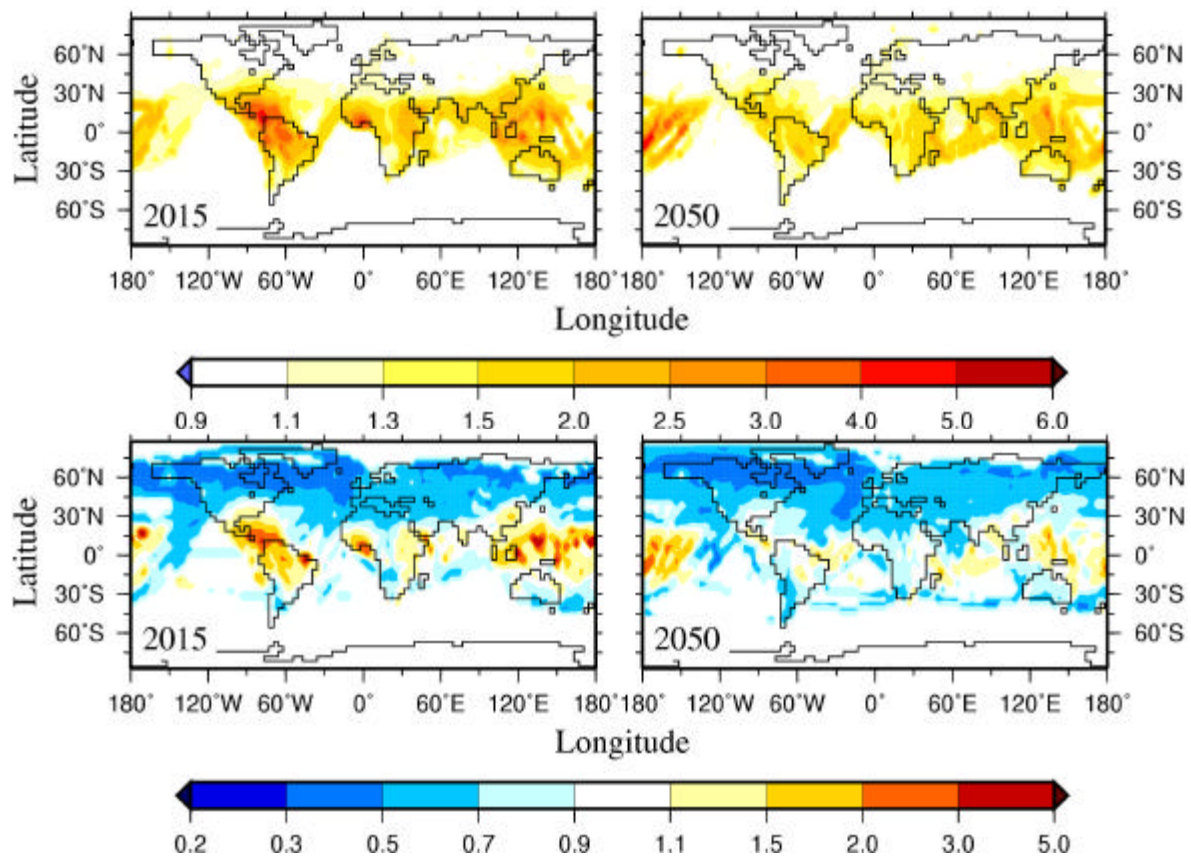 60˚N 60˚N
30˚N 30˚N
0˚ 0˚
30˚S 30˚S
60˚S 60˚S
Latitude
2015 2050
180˚ 120˚W 60˚W 0˚ 60˚E 120˚E 180˚ 120˚W 60˚W 0˚ 60˚E 120˚E 180˚
Longitude
0.9 1.1 1.3 1.5 2.0 2.5 3.0 4.0 5.0 6.0
60˚N 60˚N
30˚N 30˚N
0˚ 0˚
30˚S 30˚S
60˚S 60˚S
Latitude
2015 2050
180˚ 120˚W 60˚W 0˚ 60˚E 120˚E 180˚ 120˚W 60˚W 0˚ 60˚E 120˚E 180˚
Longitude
0.2 0.3 0.5 0.7 0.9 1.1 1.5 2.0 3.0 5.0